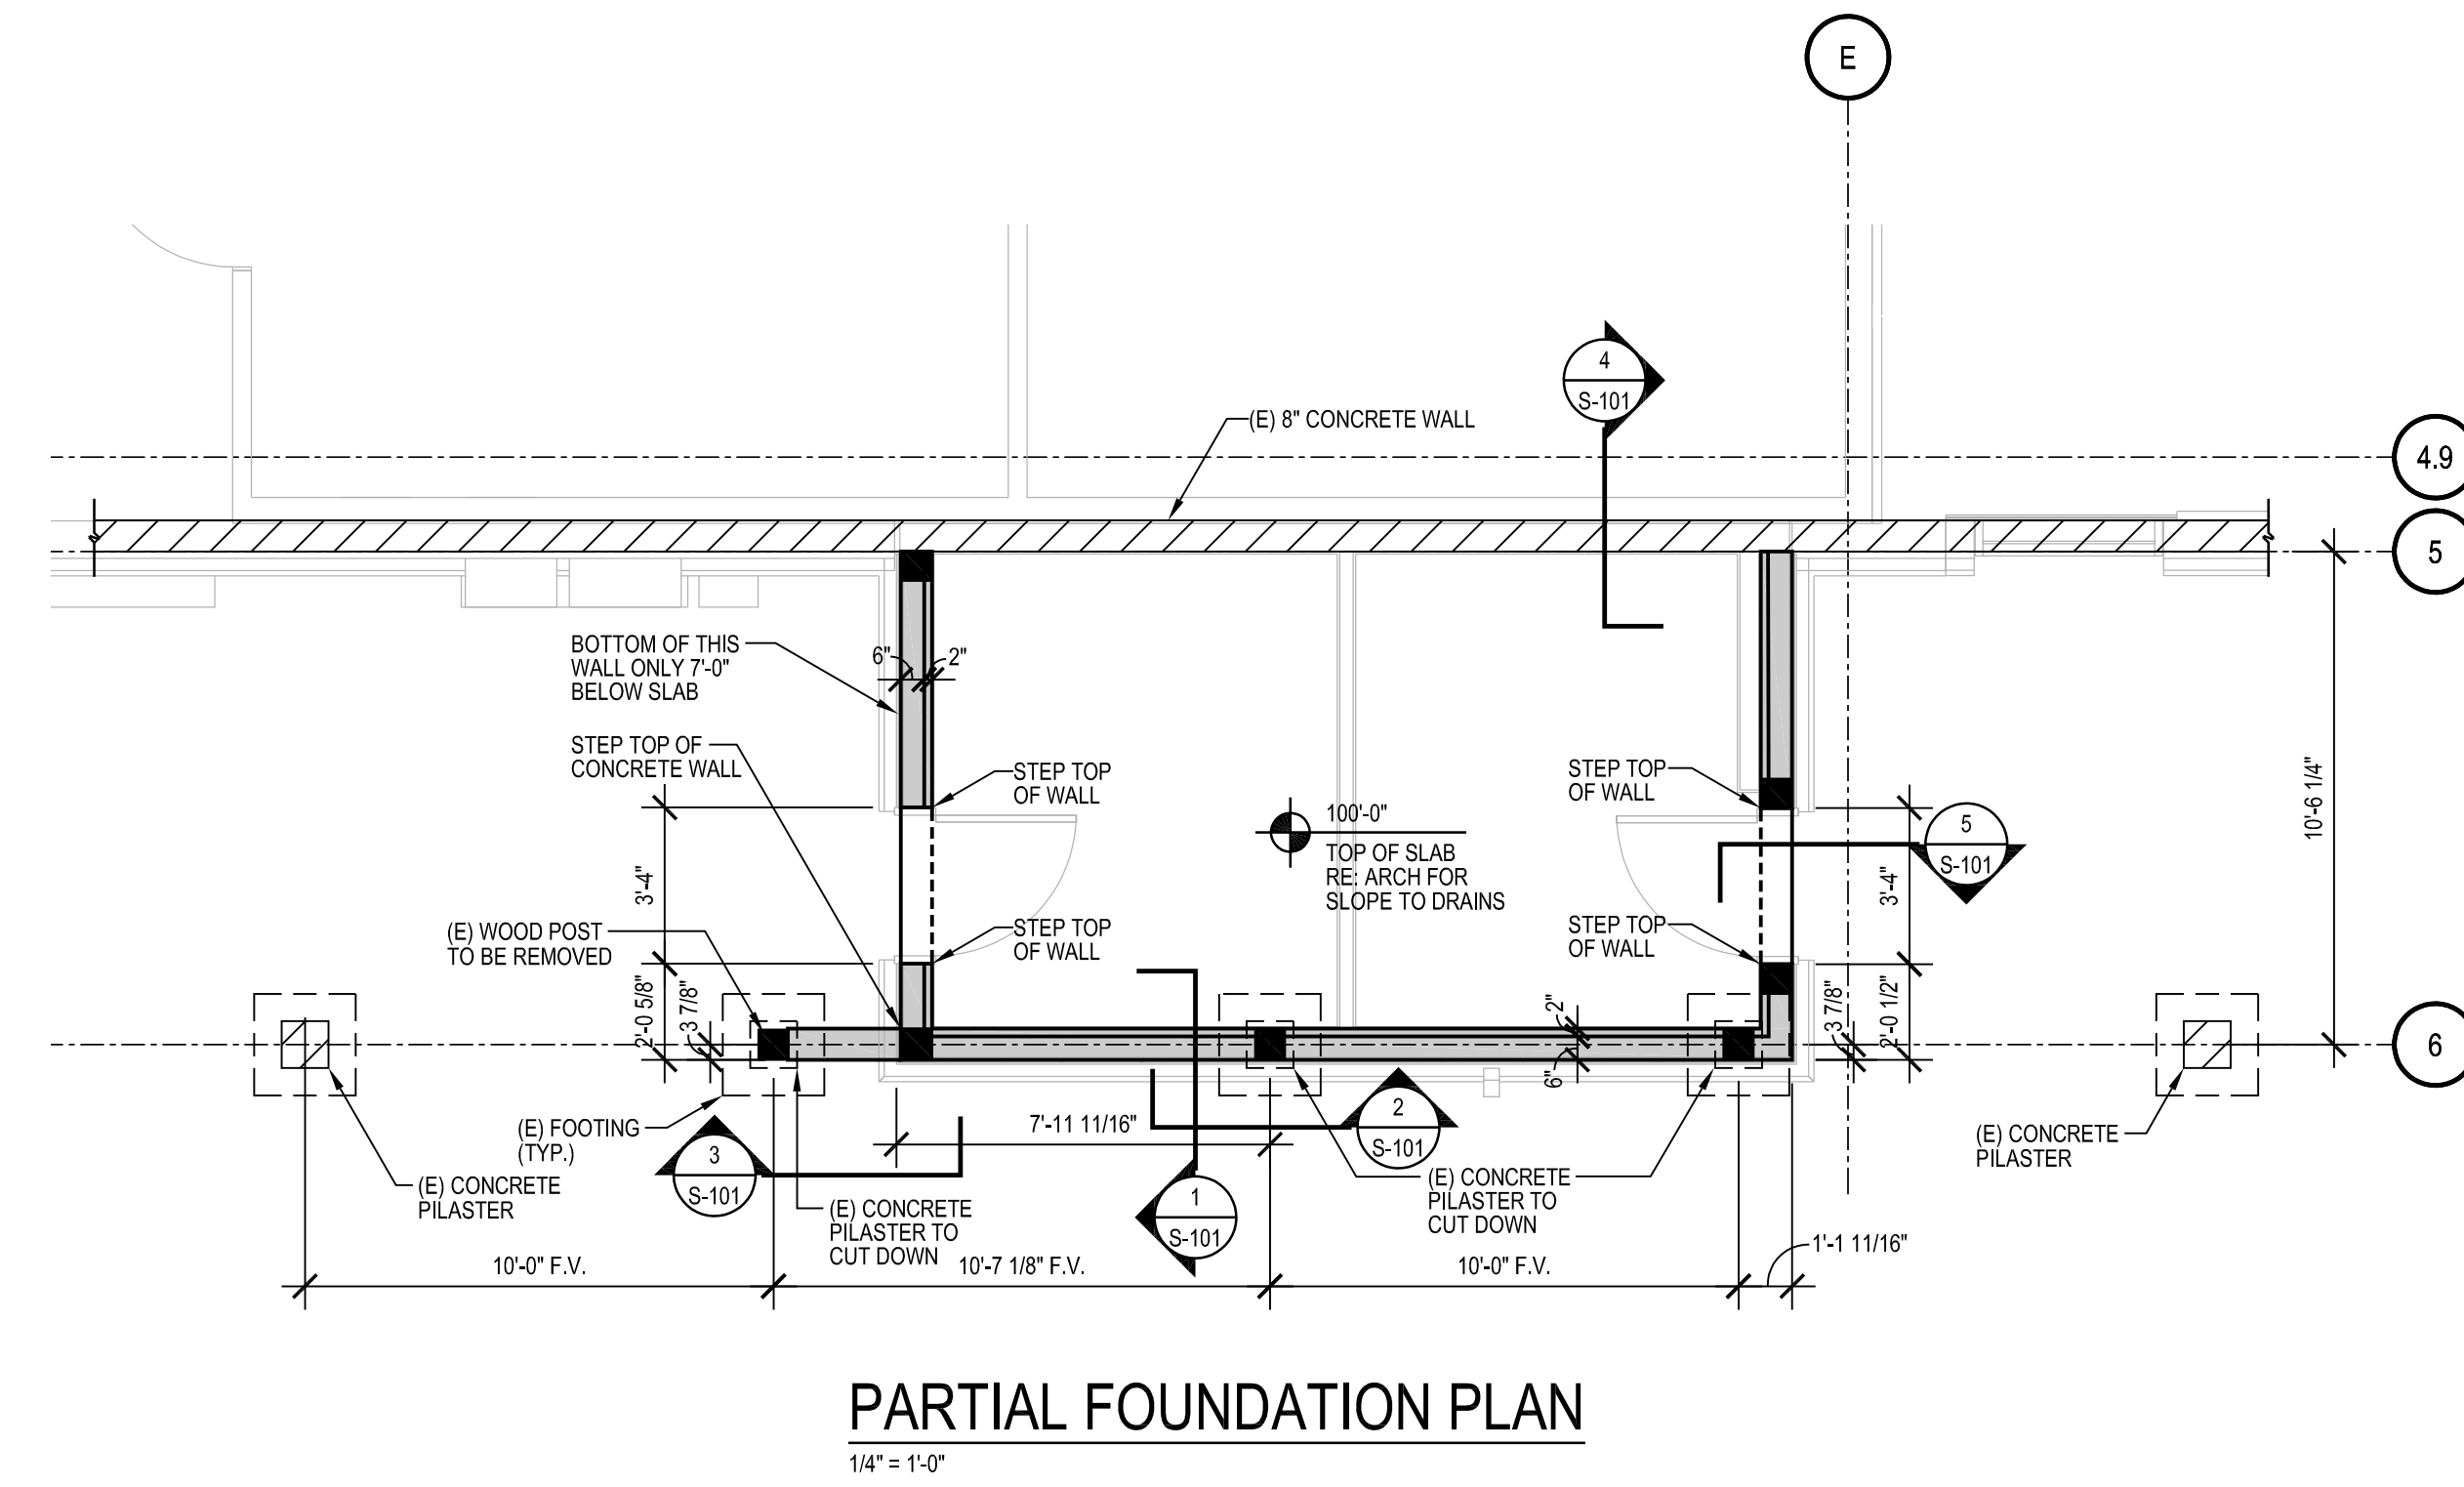 E
4
S-101
(E) 8" CONCRETE WALL
4.9
5
BOTTOM OF THIS
WALL ONLY 7'-0"
BELOW SLAB
6"
2"
STEP TOP OF
CONCRETE WALL
STEP TOP
OF WALL
STEP TOP
OF WALL
100'-0"
TOP OF SLAB
RE: ARCH FOR
SLOPE TO DRAINS
5
S-101
10'-6 1/4"
3'-4"
3'-4"
(E) WOOD POST
TO BE REMOVED
STEP TOP
OF WALL
STEP TOP
OF WALL
2'-0 5/8"
3 7/8"
2"
6"
3 7/8"
2'-0 1/2"
6
(E) FOOTING
(TYP.)
3
S-101
7'-11 11/16"
2
S-101
(E) CONCRETE
PILASTER
(E) CONCRETE
PILASTER
(E) CONCRETE
PILASTER TO
CUT DOWN
1
S-101
(E) CONCRETE
PILASTER TO
CUT DOWN
10'-0" F.V.
10'-7 1/8" F.V.
10'-0" F.V.
1'-1 11/16"
PARTIAL FOUNDATION PLAN
1/4" = 1'-0"